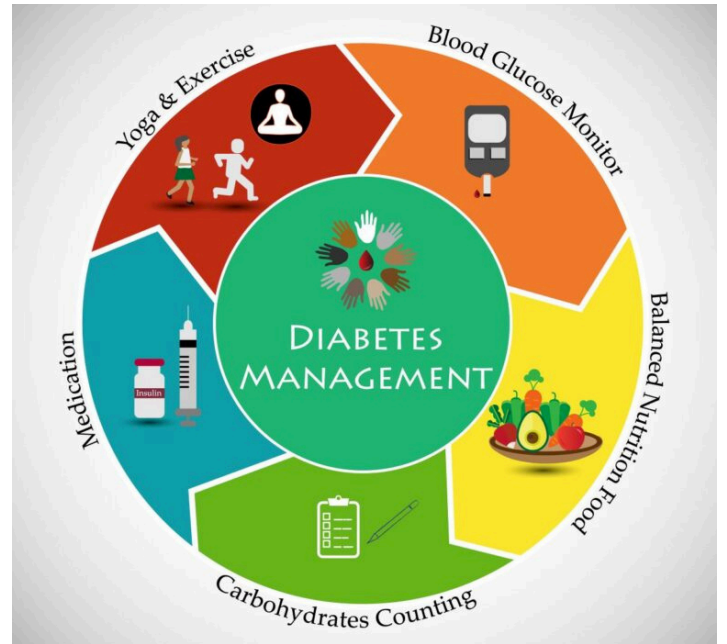 Yoga & Exercise
Blood Glucose Monitor
Balanced Nutrition Food
Carbohydrates Counting
Medication
Insulin
DIABETES
MANAGEMENT